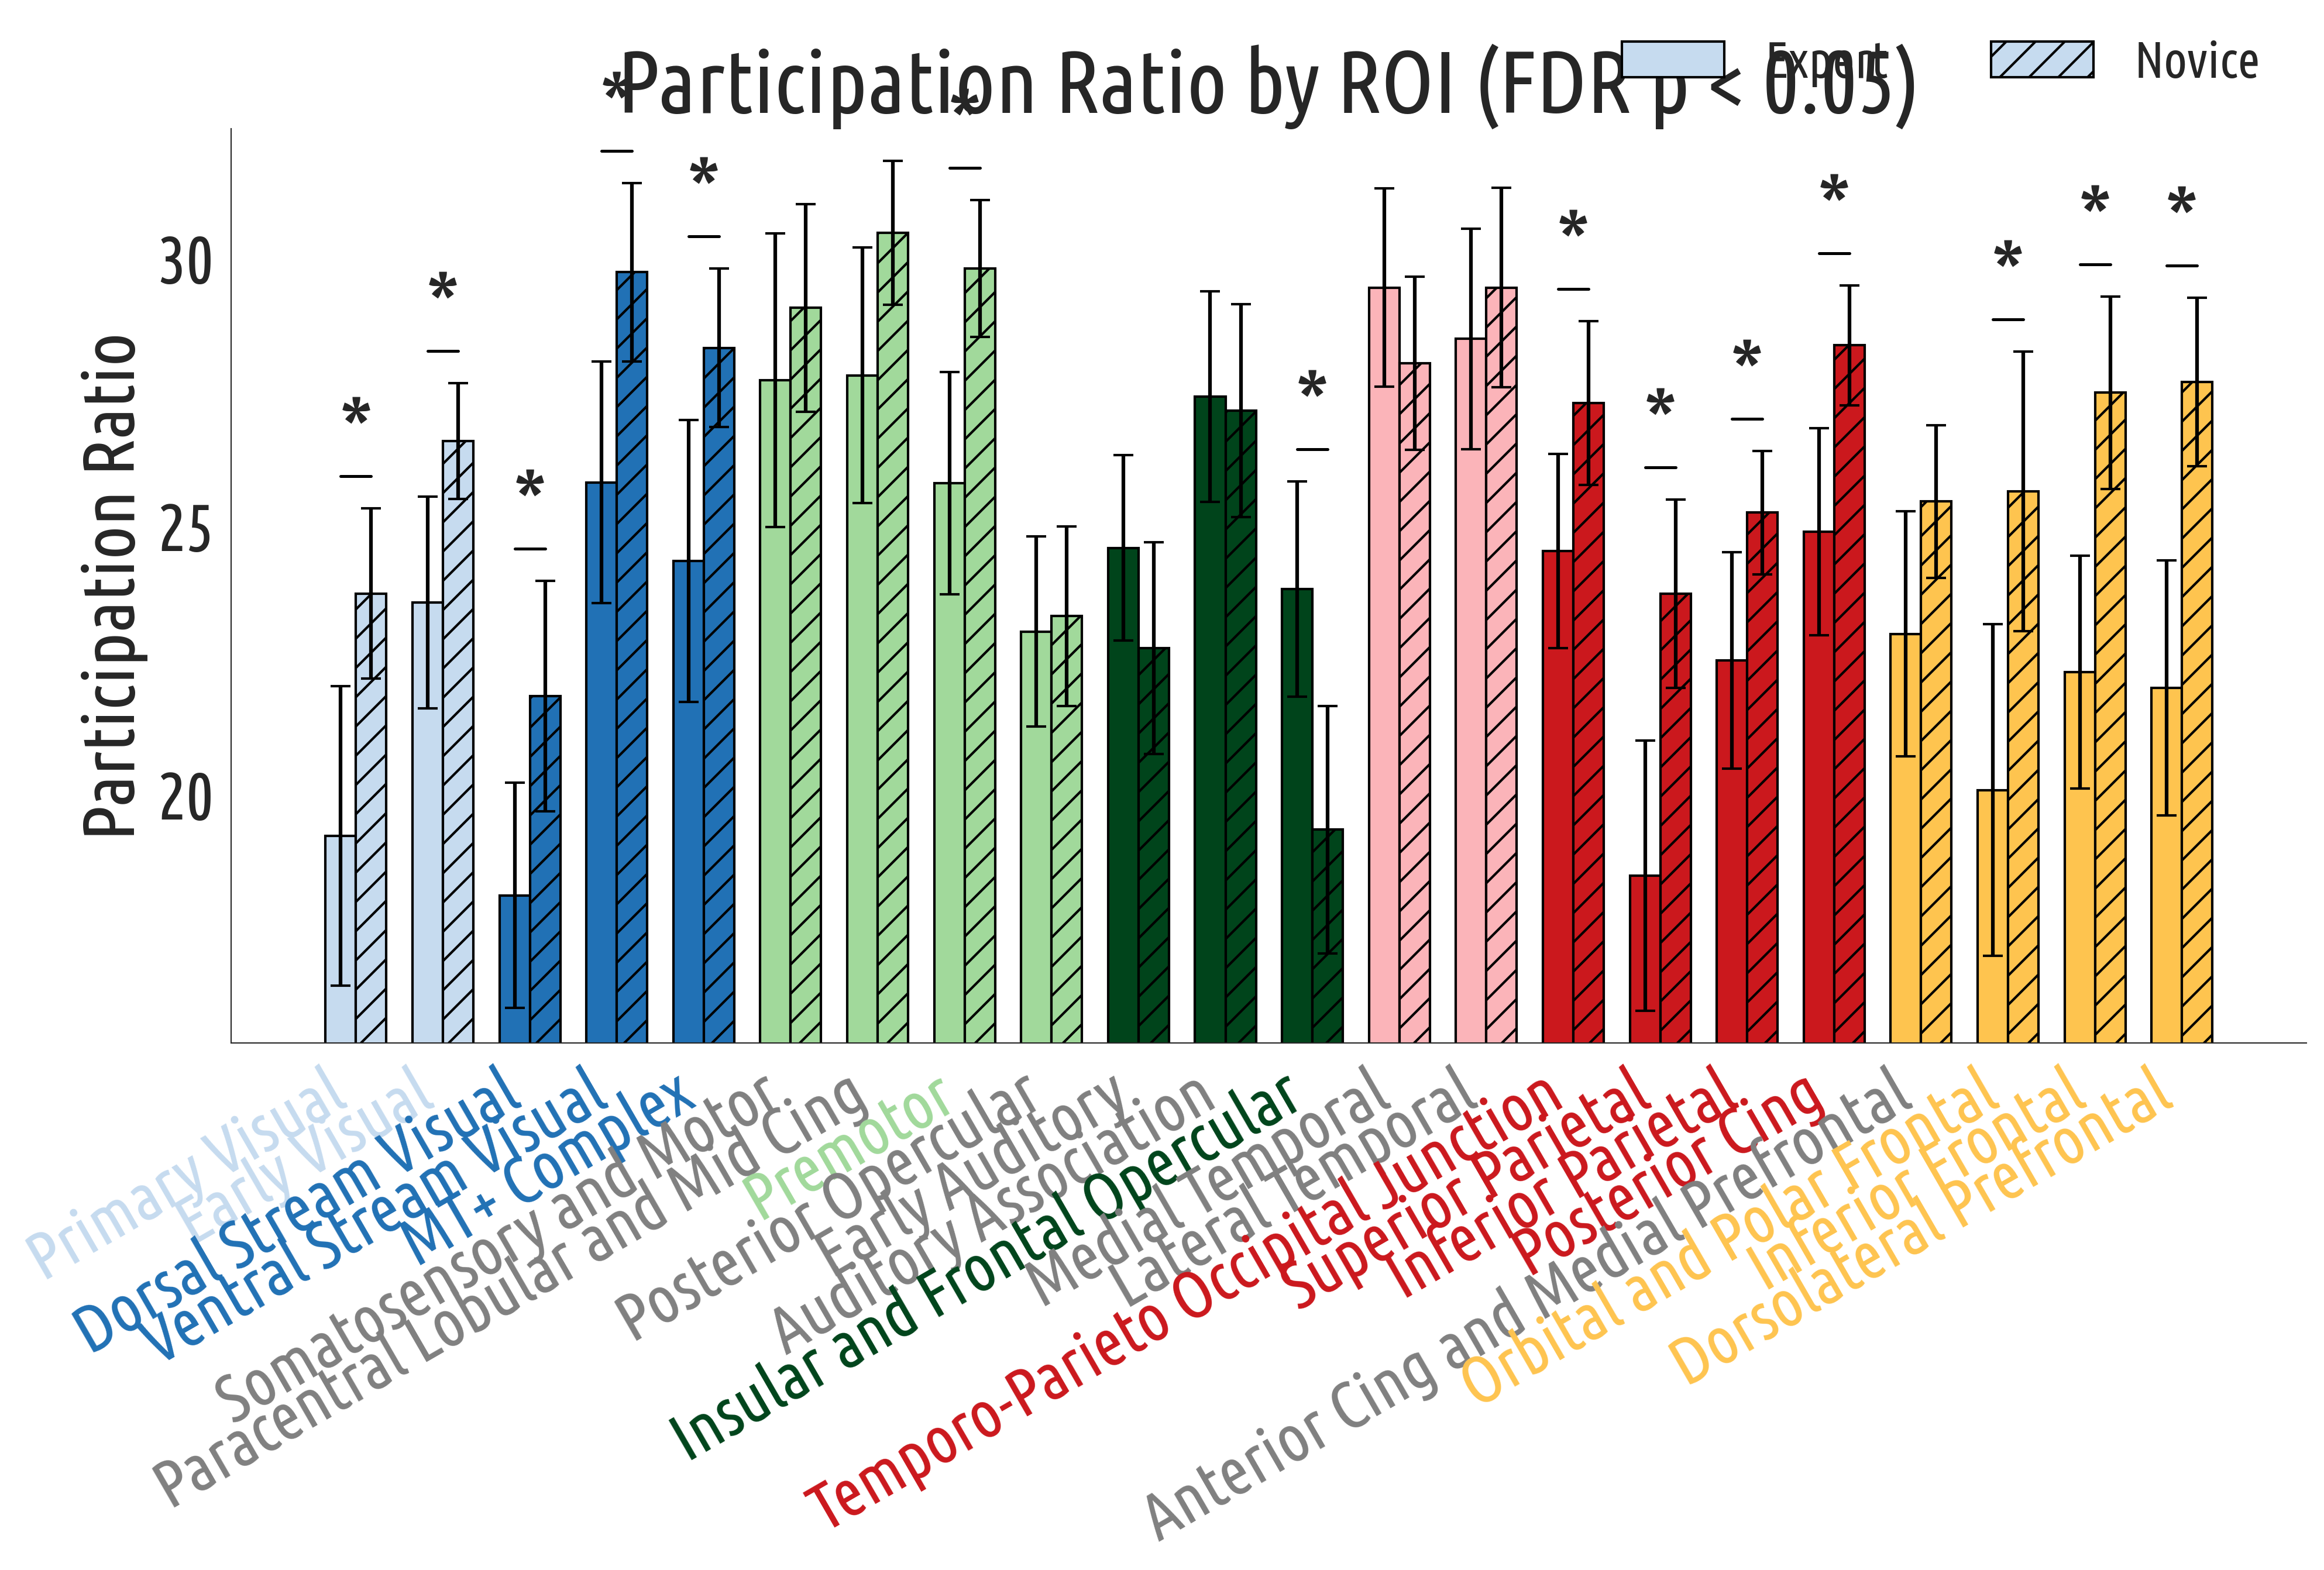 Participation Ratio by ROI (FDR p < 0.05)
Expert
Novice
Participation Ratio
30
25
20
*
*
*
*
*
*
*
*
*
*
*
*
*
*
Primary Visual
Early Visual
Dorsal Stream Visual
Ventral Stream Visual
MT+ Complex
Somatosensory and Motor
Paracentral Lobular and Mid Cing
Premotor
Posterior Opercular
Early Auditory
Auditory Association
Insular and Frontal Opercular
Medial Temporal
Lateral Temporal
Temporo-Parieto Occipital Junction
Superior Parietal
Inferior Parietal
Posterior Cing
Anterior Cing and Medial Prefrontal
Orbital and Polar Frontal
Inferior Frontal
Dorsolateral Prefrontal